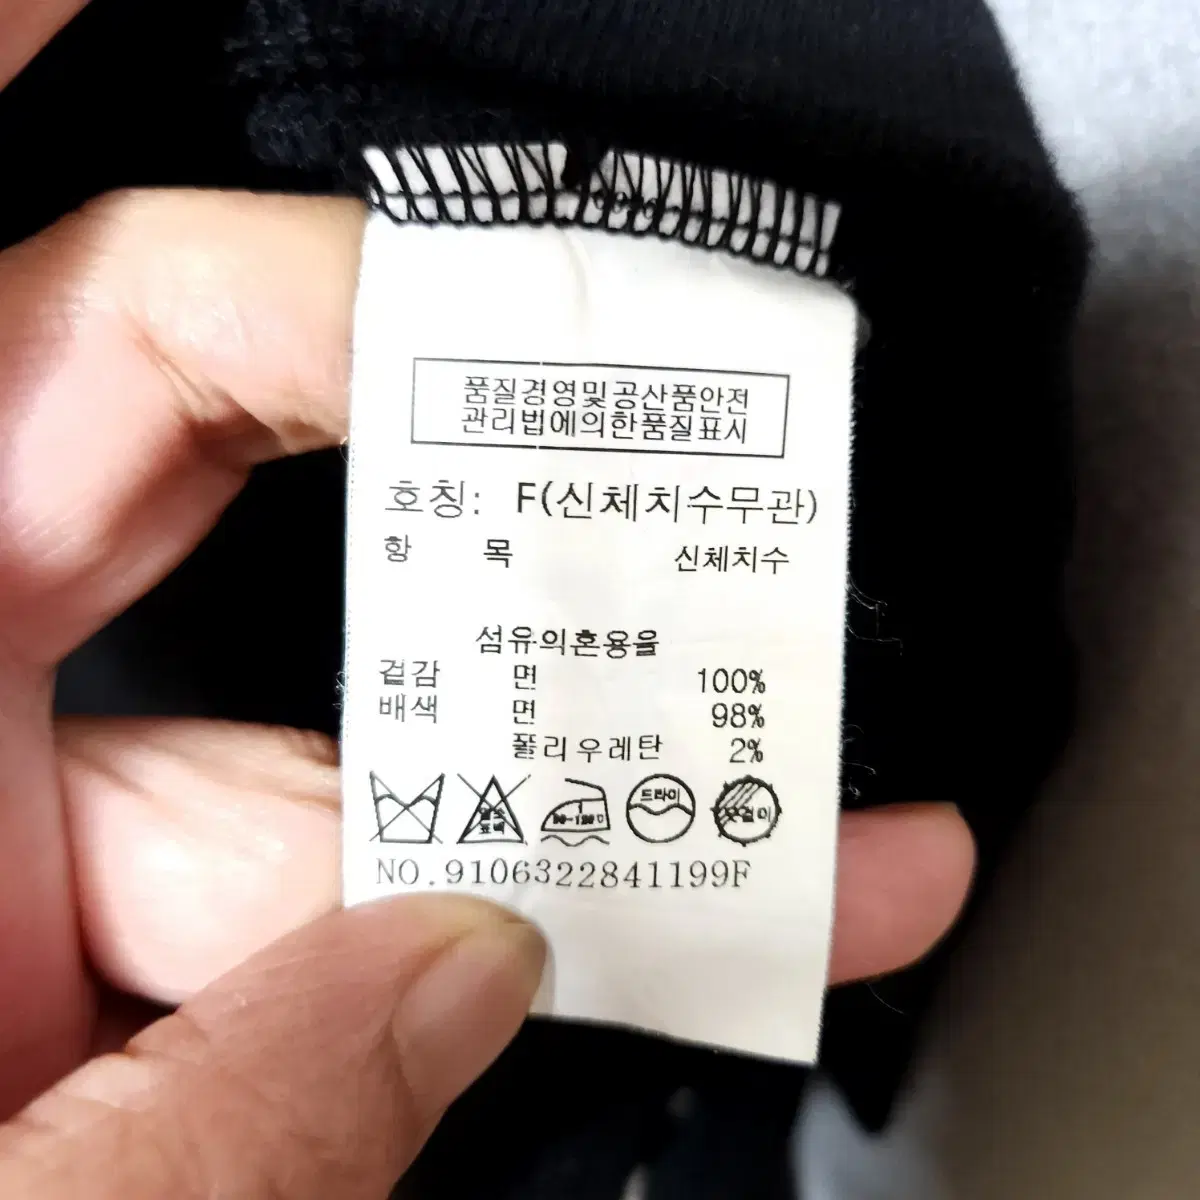 품질경영및공산품안전
관리법에의한품질표시
호칭: F(신체치수무관)
항 목 신체치수
섬유의혼용율
겉감 면 100%
배색 면 98%
폴리우레탄 2%
드라이
NO.9106322841199F